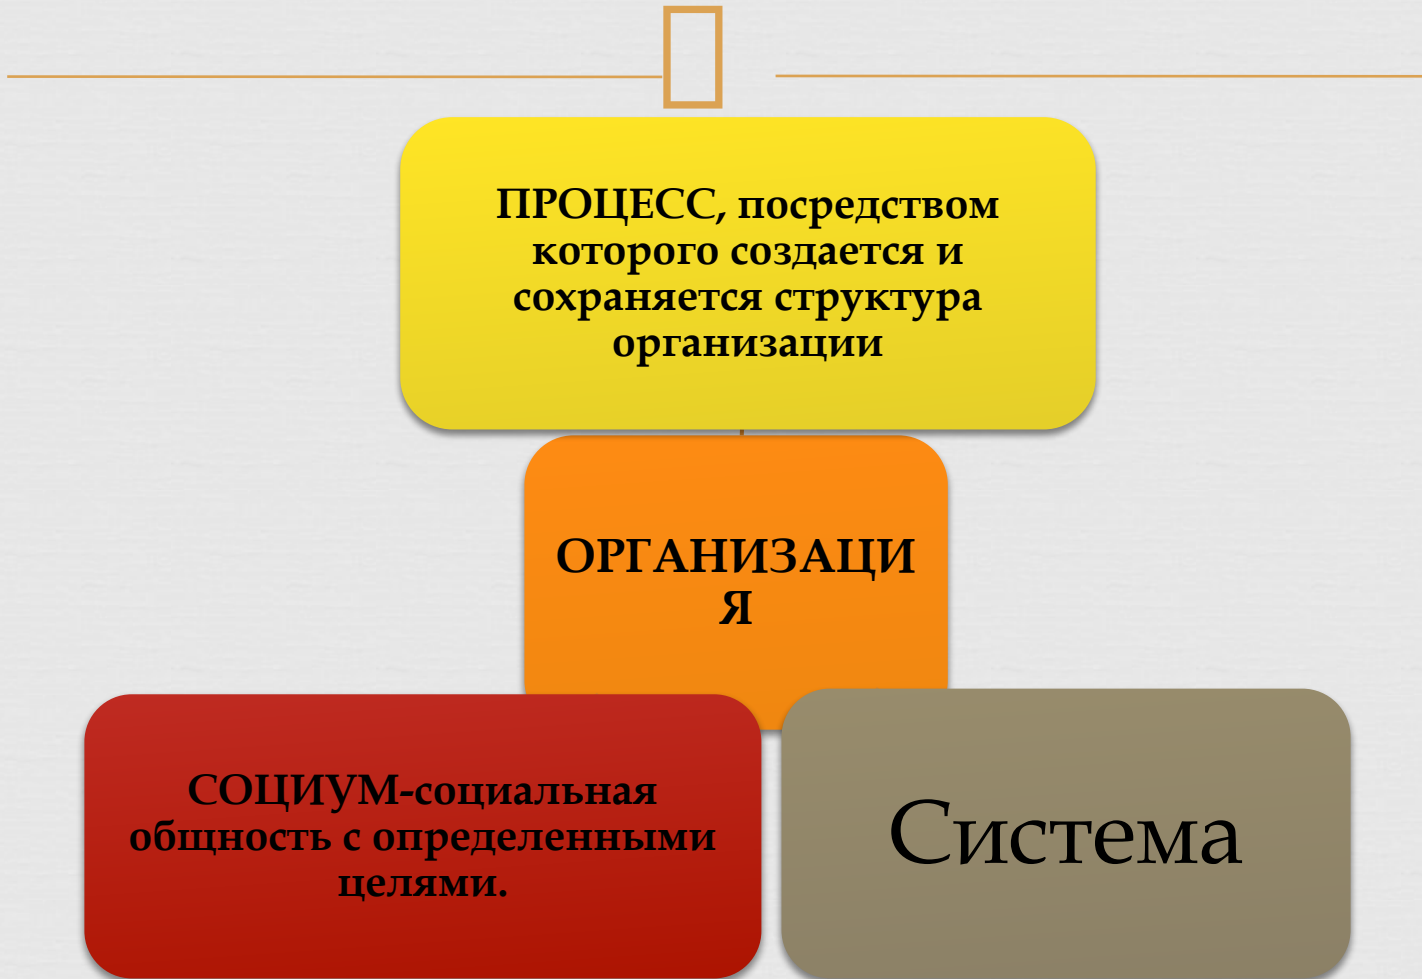 ПРОЦЕСС, посредством
которого создается и
сохраняется структура
организации
ОРГАНИЗАЦИ
Я
СОЦИУМ-социальная
общность с определенными
целями.
Система